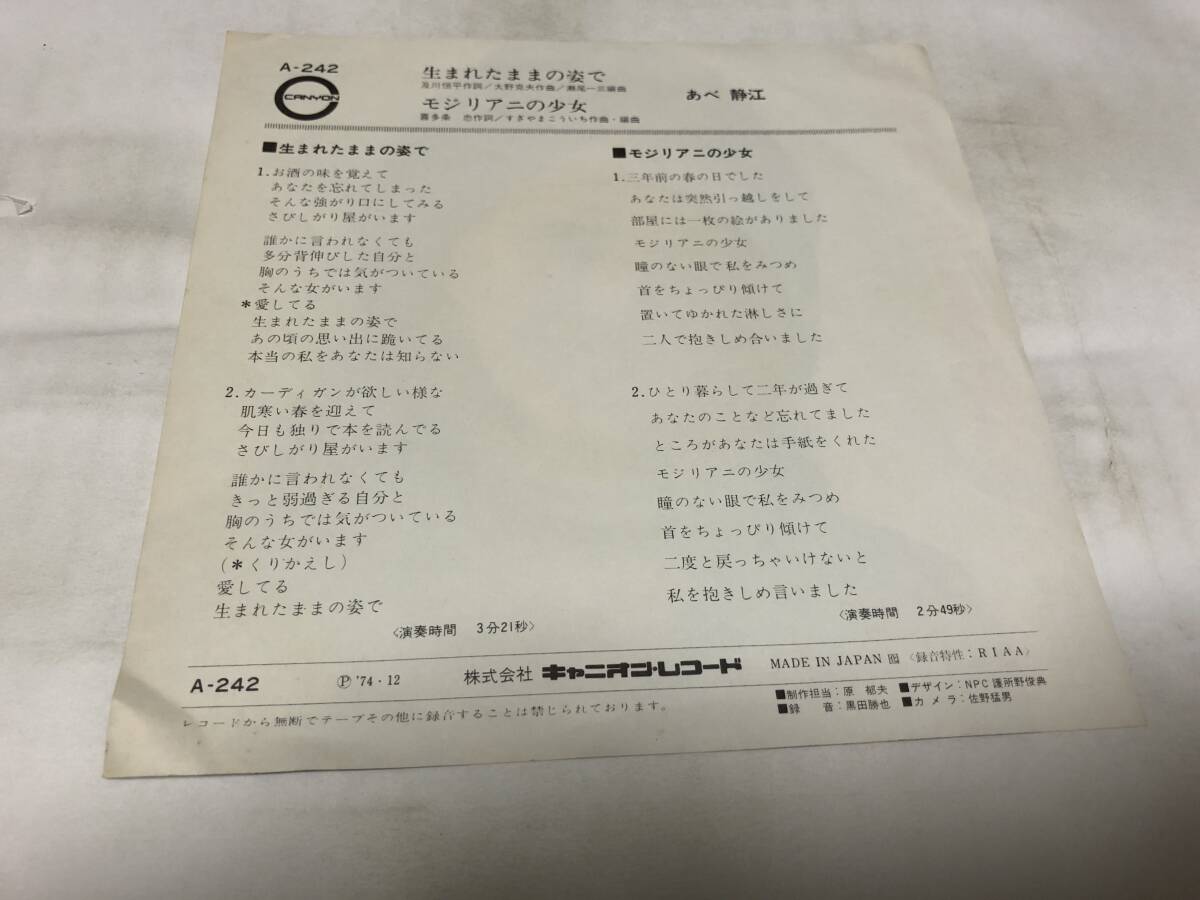 A-242
CANYON
生まれたままの姿で
及川恒平作詞/大野克夫作曲/瀬尾一三編曲
モジリアニの少女
喜多条 忠作詞/すぎやまこういち作曲・編曲
あべ 静江
■生まれたままの姿で
1.お酒の味を覚えて
あなたを忘れてしまった
そんな強がり口にしてみる
さびしがり屋がいます
誰かに言われなくても
多分背伸びした自分と
胸のうちでは気がついている
そんな女がいます
*愛してる
生まれたままの姿で
あの頃の思い出に跪いてる
本当の私をあなたは知らない
2.カーディガンが欲しい様な
肌寒い春を迎えて
今日も独りで本を読んでる
さびしがり屋がいます
誰かに言われなくても
きっと弱過ぎる自分と
胸のうちでは気がついている
そんな女がいます
(*くりかえし)
愛してる
生まれたままの姿で
〈演奏時間 3分21秒〉
■モジリアニの少女
1.三年前の春の日でした
あなたは突然引っ越しをして
部屋には一枚の絵がありました
モジリアニの少女
瞳のない眼で私をみつめ
首をちょっぴり傾けて
置いてゆかれた淋しさに
二人で抱きしめ合いました
2.ひとり暮らして二年が過ぎて
あなたのことなど忘れてました
ところがあなたは手紙をくれた
モジリアニの少女
瞳のない眼で私をみつめ
首をちょっぴり傾けて
二度と戻っちゃいけないと
私を抱きしめ言いました
〈演奏時間 2分49秒〉
A-242
Ⓟ '74・12
株式会社 キャニオン・レコード
MADE IN JAPAN 〈録音特性:RIAA〉
レコードから無断でテープその他に録音することは禁じられております。
■制作担当:原 郁夫 ■デザイン:NPC護所野俊典
■録 音:黒田勝也 ■カメラ:佐野猛男